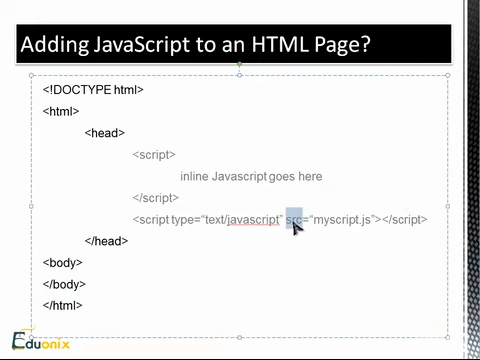 Adding JavaScript to an HTML Page?
<!DOCTYPE html>
<html>
<head>
<script>
inline Javascript goes here
</script>
<script type=“text/javascript” src=“myscript.js”></script>
</head>
<body>
</body>
</html>
Eduonix